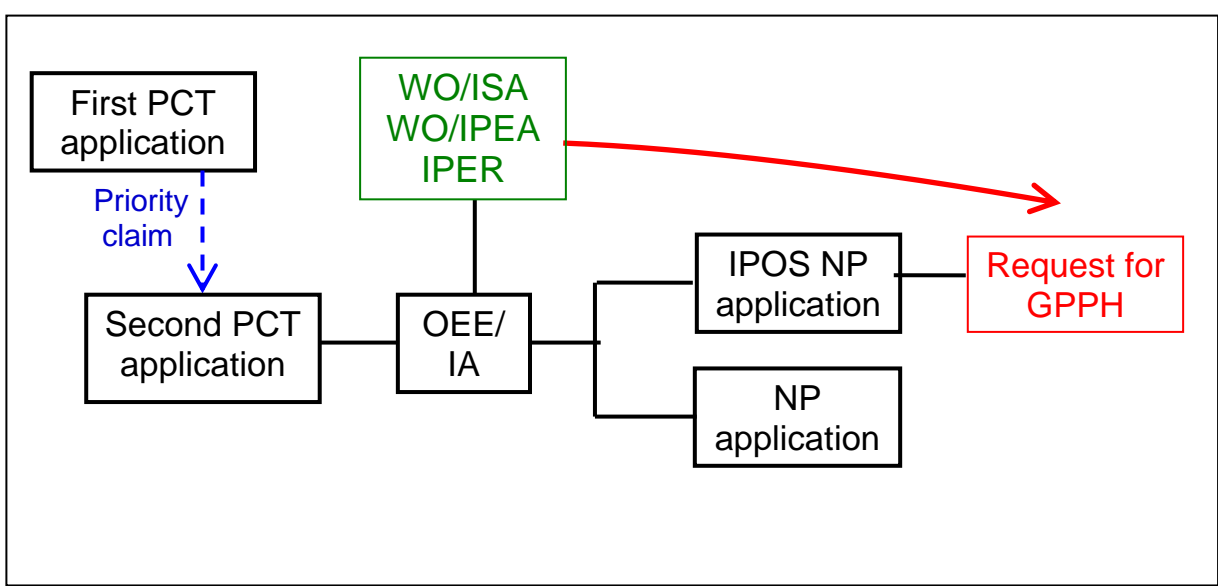 First PCT
application
WO/ISA
WO/IPEA
IPER
Priority
claim
Second PCT
application
OEE/
IA
IPOS NP
application
Request for
GPPH
NP
application